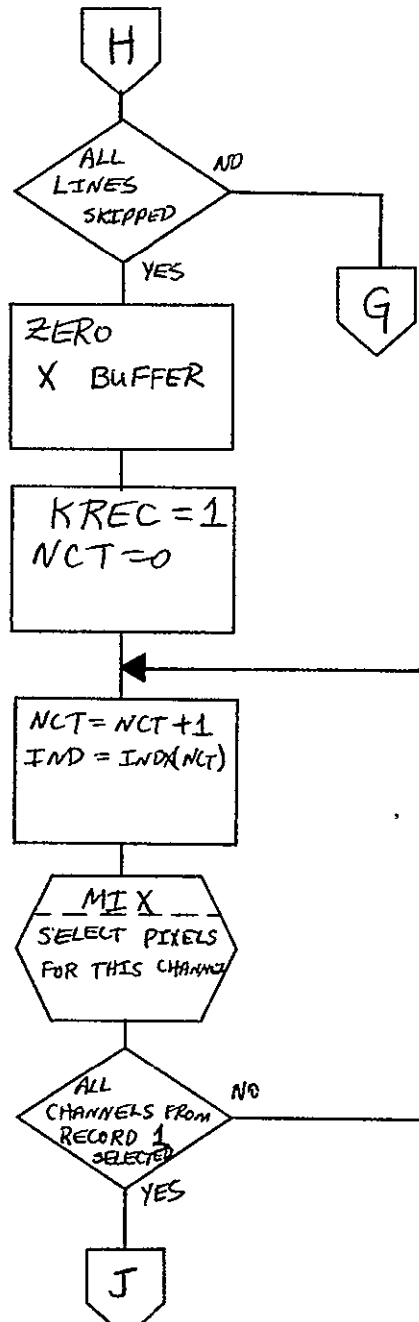 H
ALL
LINES
SKIPPED
NO
YES
G
ZERO
X BUFFER
KREC = 1
NCT = 0
NCT = NCT + 1
IND = INDX(NCT)
MIX
SELECT PIXELS
FOR THIS CHANNEL
ALL
CHANNELS FROM
RECORD 1
SELECTED
NO
YES
J